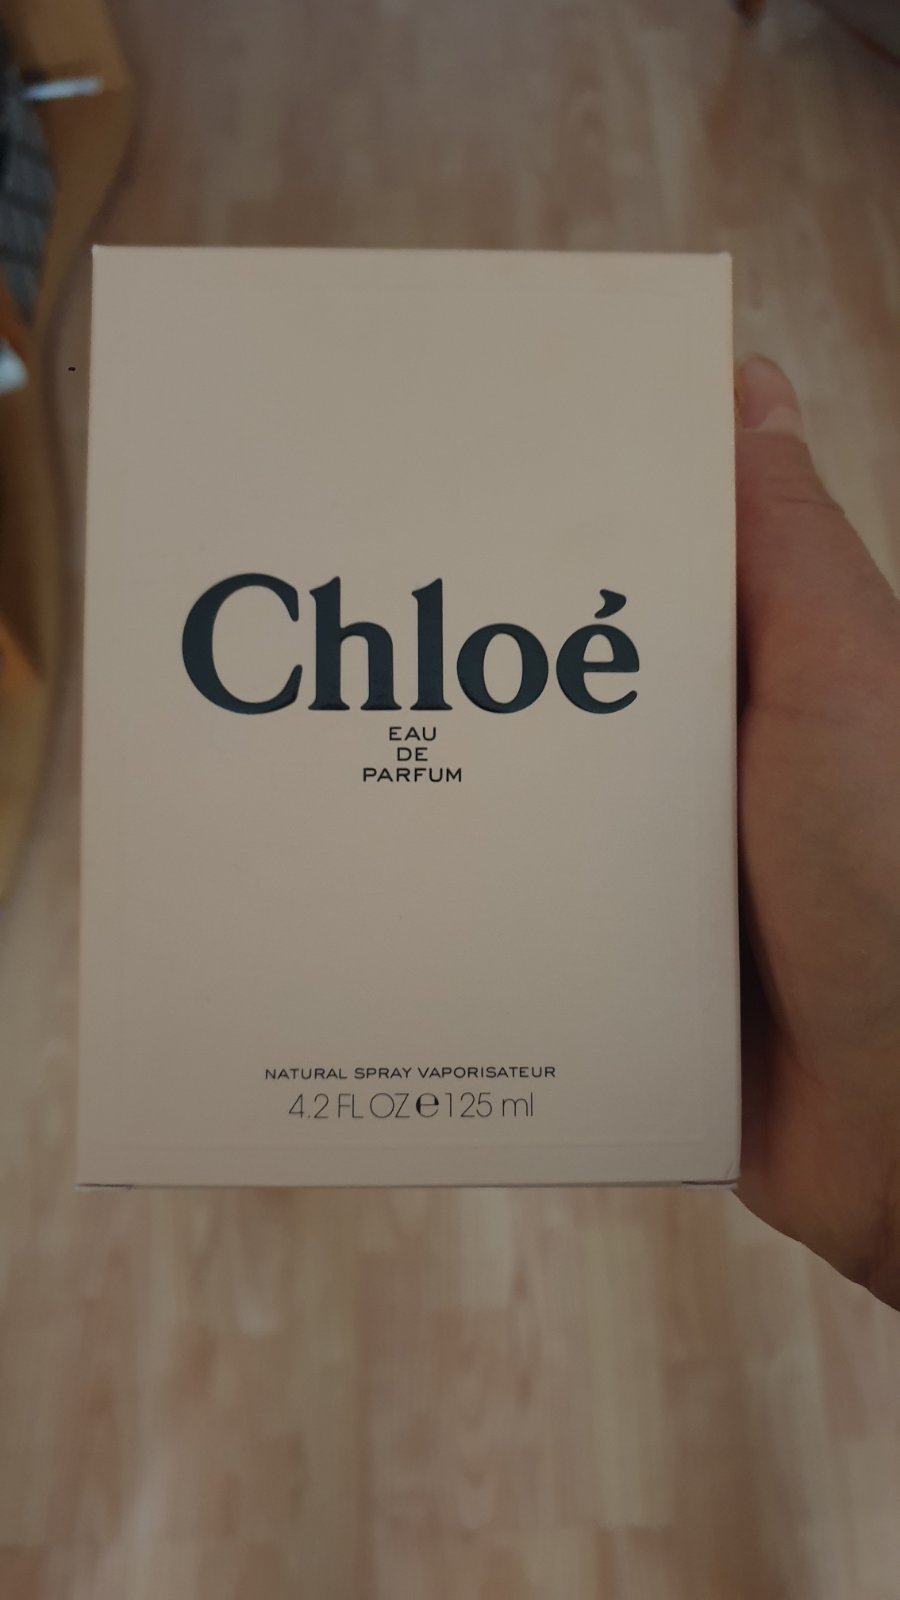 Chloé
EAU
DE
PARFUM
NATURAL SPRAY VAPORISATEUR
4.2 FL OZ ℮ 125 ml